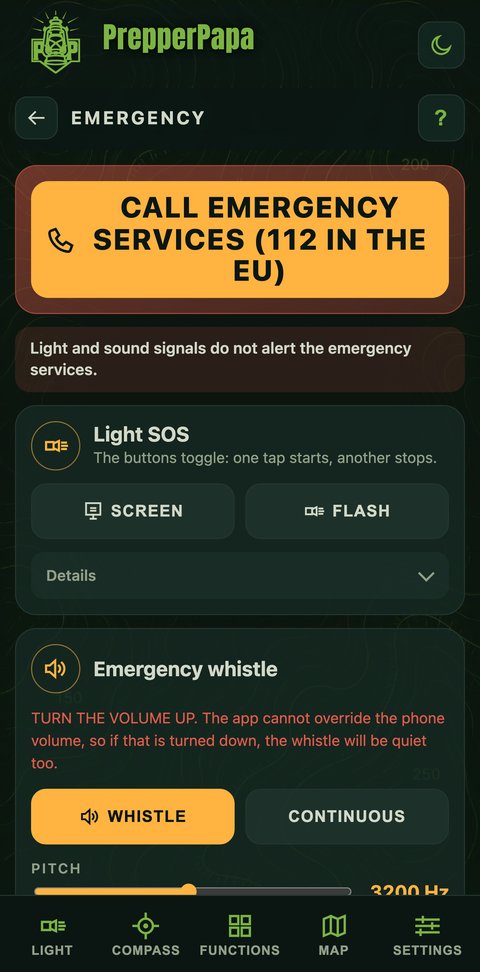 PrepperPapa
EMERGENCY
?
200
CALL EMERGENCY
SERVICES (112 IN THE
EU)
Light and sound signals do not alert the emergency
services.
Light SOS
The buttons toggle: one tap starts, another stops.
SCREEN
FLASH
Details
Emergency whistle
150
TURN THE VOLUME UP. The app cannot override the phone
volume, so if that is turned down, the whistle will be quiet
too.
250
WHISTLE
CONTINUOUS
PITCH
3200 Hz
LIGHT
COMPASS
FUNCTIONS
MAP
SETTINGS